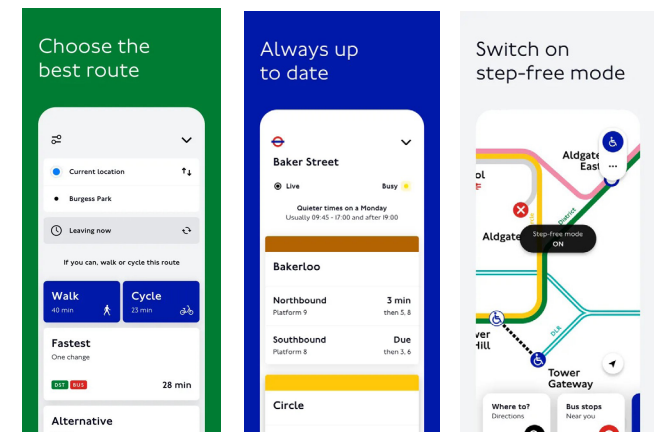 Choose the
best route
Current location
Burgess Park
Leaving now
If you can, walk or cycle this route
Walk
40 min
Cycle
23 min
Fastest
One change
DST BUS
28 min
Alternative
Always up
to date
Baker Street
Live
Busy
Quieter times on a Monday
Usually 09:45 - 17:00 and after 19:00
Bakerloo
Northbound
3 min
Platform 9
then 5, 8
Southbound
Due
Platform 8
then 3, 6
Circle
Switch on
step-free mode
Aldgate
East
ol
District
Aldgate
Step-free mode
ON
DLR
ver
Hill
Tower
Gateway
Where to?
Directions
Bus stops
Near you